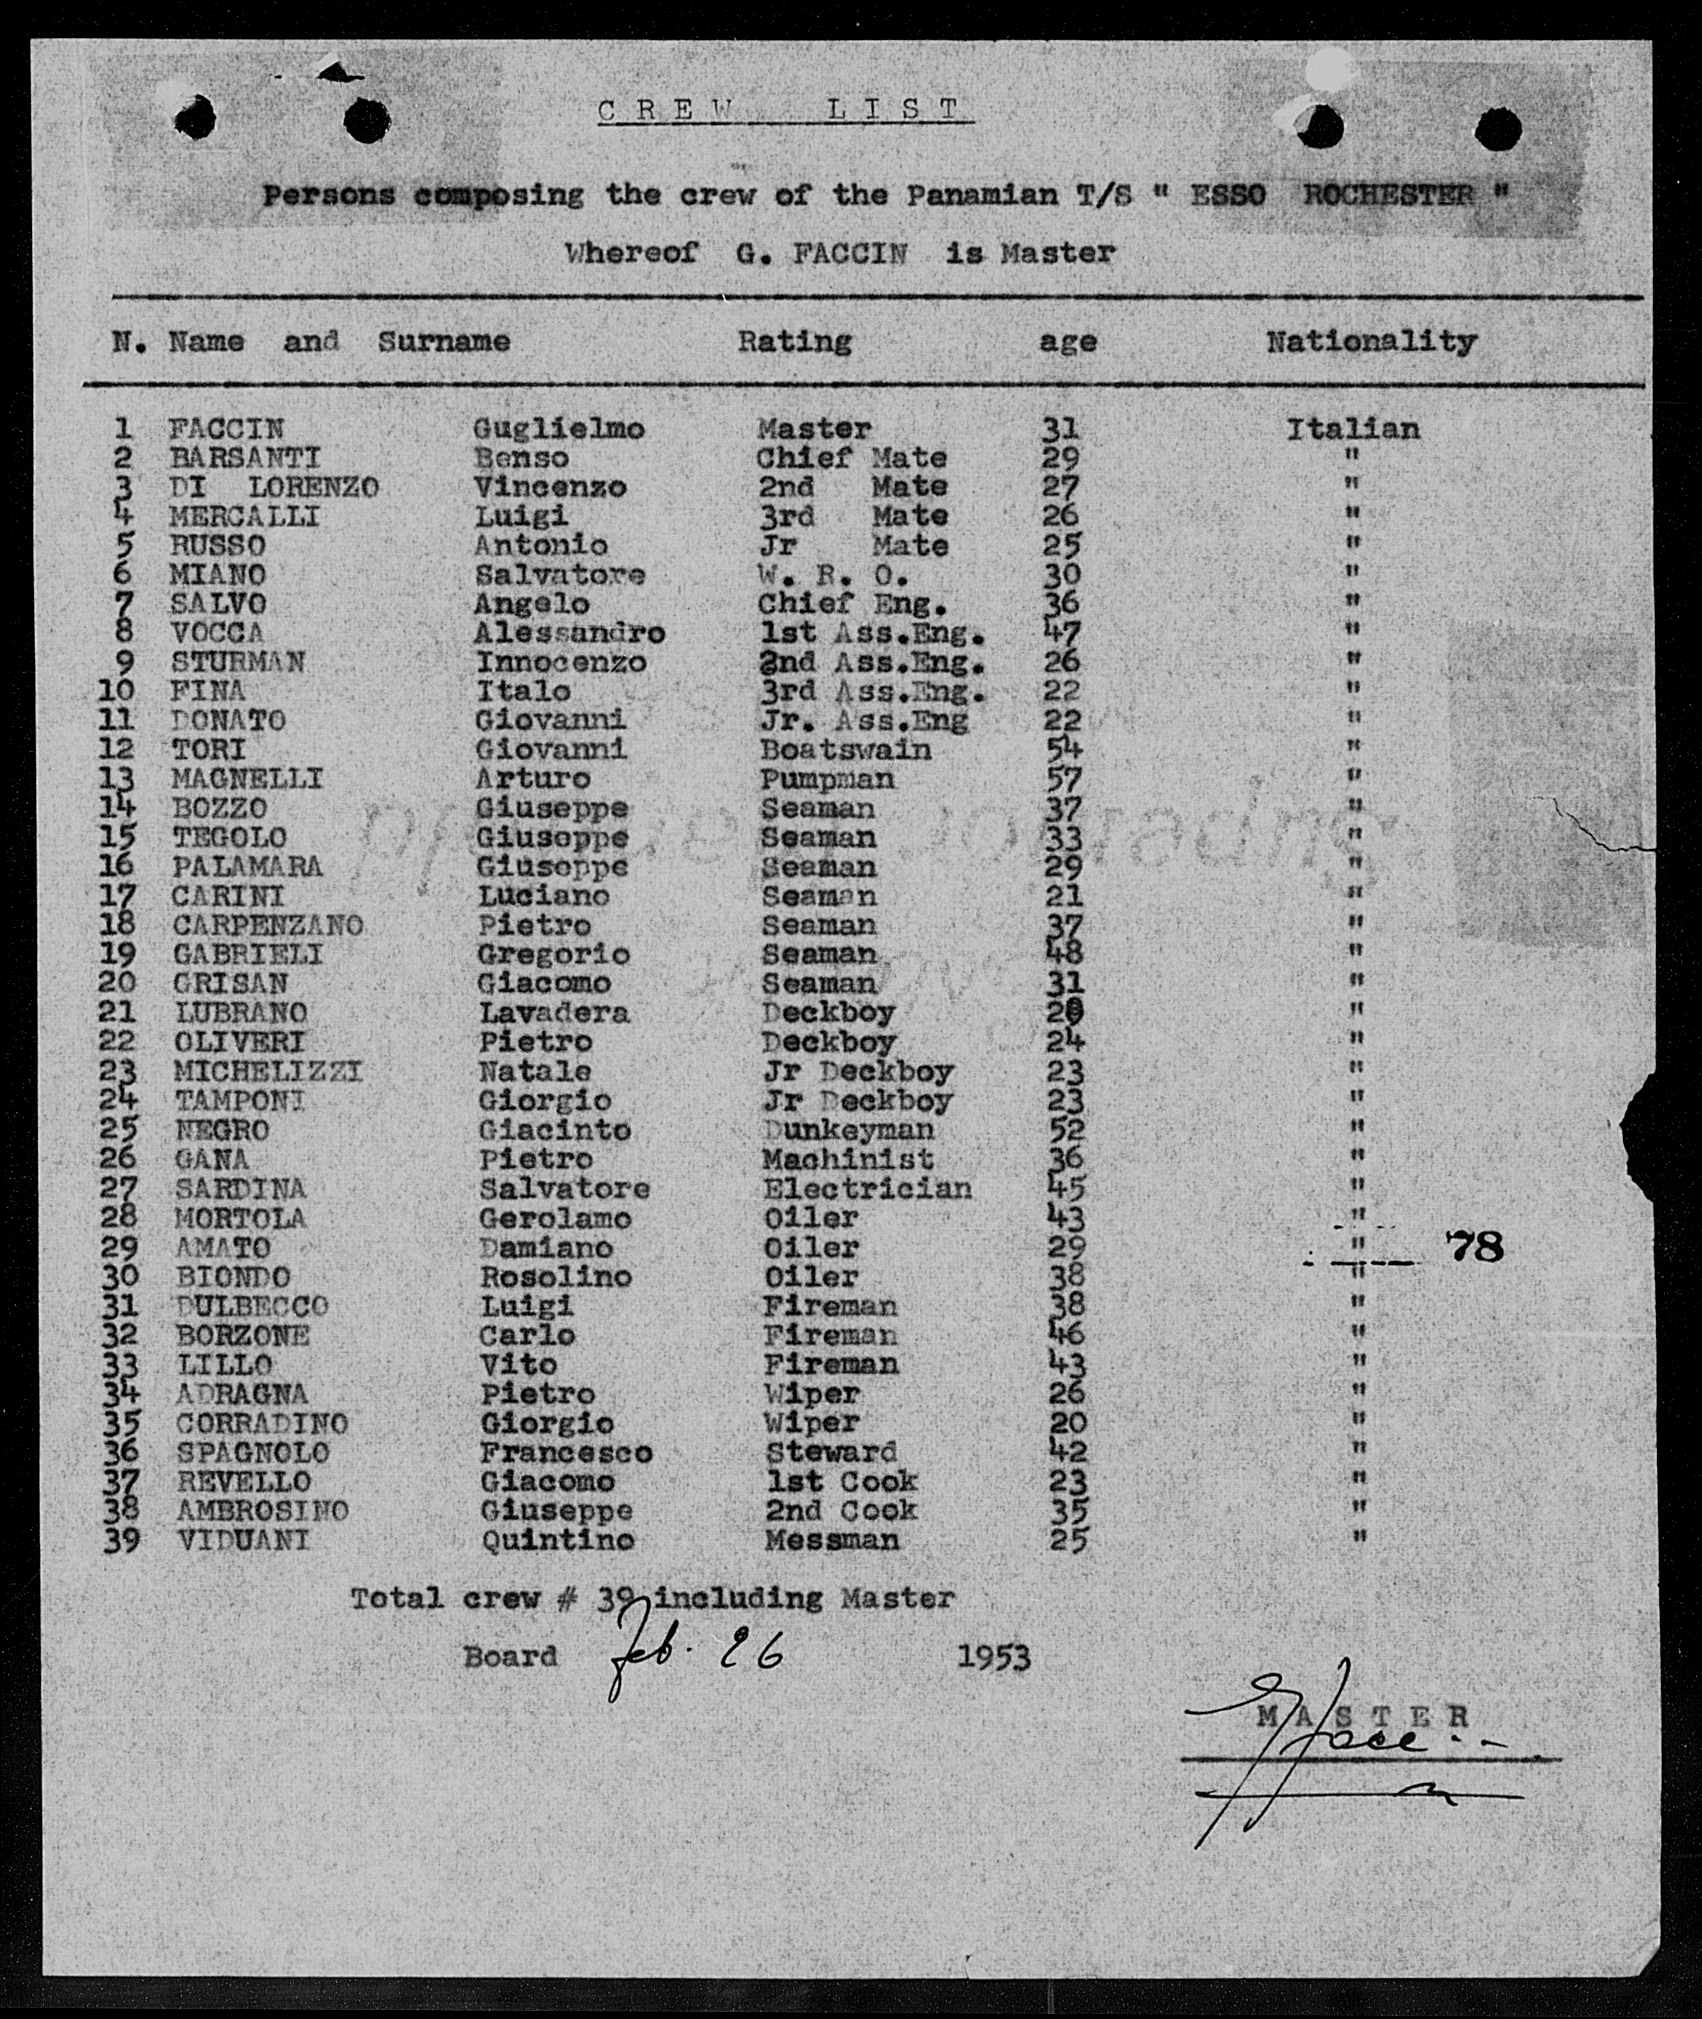 CREW LIST
Persons composing the crew of the Panamian T/S " ESSO ROCHESTER "
Whereof G. FACCIN is Master
N. Name and Surname Rating age Nationality
1 FACCIN Guglielmo Master 31 Italian
2 BARSANTI Benso Chief Mate 29 "
3 DI LORENZO Vincenzo 2nd Mate 27 "
4 MERCALLI Luigi 3rd Mate 26 "
5 RUSSO Antonio Jr Mate 25 "
6 MIANO Salvatore W. R. O. 30 "
7 SALVO Angelo Chief Eng. 36 "
8 VOCCA Alessandro 1st Ass.Eng. 47 "
9 STURMAN Innocenzo 2nd Ass.Eng. 26 "
10 FINA Italo 3rd Ass.Eng. 22 "
11 DONATO Giovanni Jr. Ass.Eng 22 "
12 TORI Giovanni Boatswain 54 "
13 MAGNELLI Arturo Pumpman 57 "
14 BOZZO Giuseppe Seaman 37 "
15 TEGOLO Giuseppe Seaman 33 "
16 PALAMARA Giuseppe Seaman 29 "
17 CARINI Luciano Seaman 21 "
18 CARPENZANO Pietro Seaman 37 "
19 GABRIELI Gregorio Seaman 48 "
20 GRISAN Giacomo Seaman 31 "
21 LUBRANO Lavadera Deckboy "
22 OLIVERI Pietro Deckboy 24 "
23 MICHELIZZI Natale Jr Deckboy 23 "
24 TAMPONI Giorgio Jr Deckboy 23 "
25 NEGRO Giacinto Dunkeyman 52 "
26 GANA Pietro Machinist 36 "
27 SARDINA Salvatore Electrician 45 "
28 MORTOLA Gerolamo Oiler 43 "
29 AMATO Damiano Oiler 29 " 78
30 BIONDO Rosolino Oiler 38 "
31 DULBECCO Luigi Fireman 38 "
32 BORZONE Carlo Fireman 46 "
33 LILLO Vito Fireman 43 "
34 ADRAGNA Pietro Wiper 26 "
35 CORRADINO Giorgio Wiper 20 "
36 SPAGNOLO Francesco Steward 42 "
37 REVELLO Giacomo 1st Cook 23 "
38 AMBROSINO Giuseppe 2nd Cook 35 "
39 VIDUANI Quintino Messman 25 "
Total crew # 39 including Master
Board Feb. 26 1953
MASTER